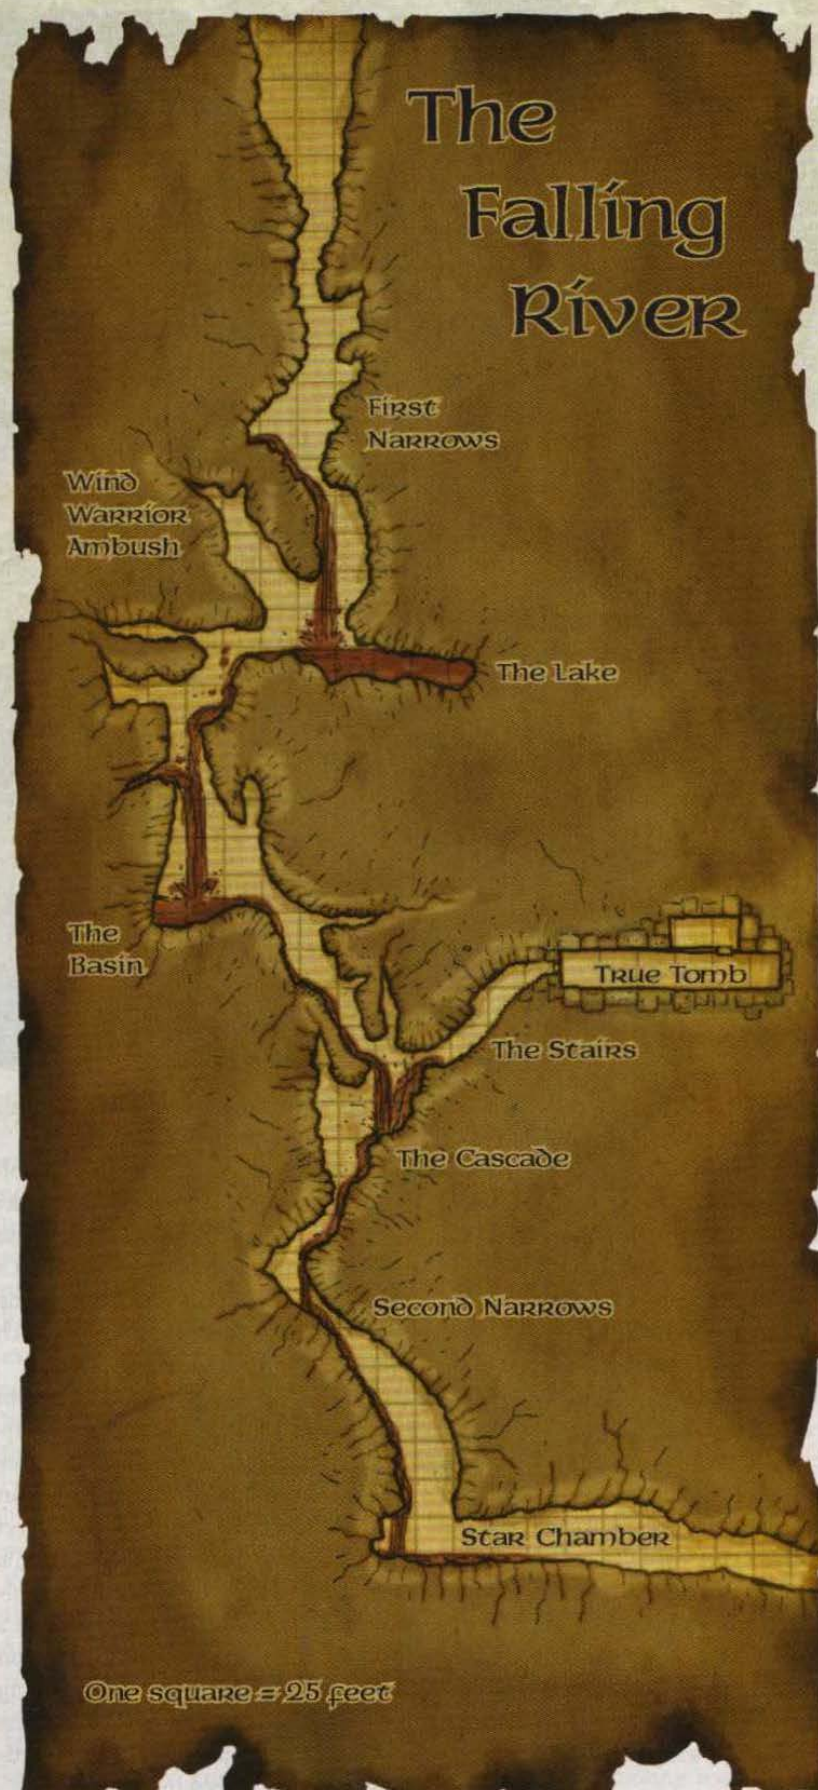 The
Falling
River
First
Narrows
Wind
Warrior
Ambush
The Lake
The
Basin
True Tomb
The Stairs
The Cascade
Second Narrows
Star Chamber
One square = 25 feet